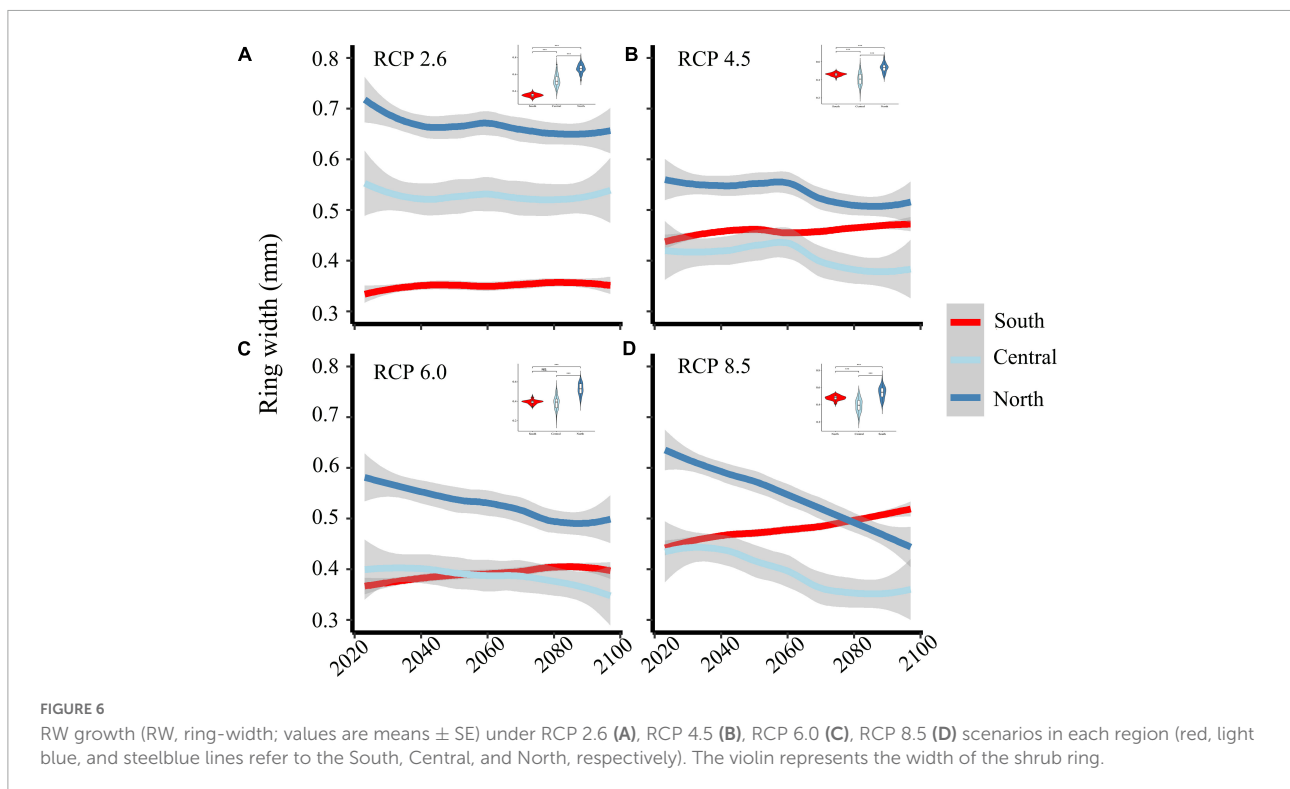 A
RCP 2.6
B
RCP 4.5
0.8
0.7
0.6
0.5
0.4
0.3
C
RCP 6.0
D
RCP 8.5
0.8
0.7
0.6
0.5
0.4
0.3
Ring width (mm)
2020
2040
2060
2080
2100
2020
2040
2060
2080
2100
South
Central
North
FIGURE 6
RW growth (RW, ring-width; values are means ± SE) under RCP 2.6 (A), RCP 4.5 (B), RCP 6.0 (C), RCP 8.5 (D) scenarios in each region (red, light
blue, and steelblue lines refer to the South, Central, and North, respectively). The violin represents the width of the shrub ring.